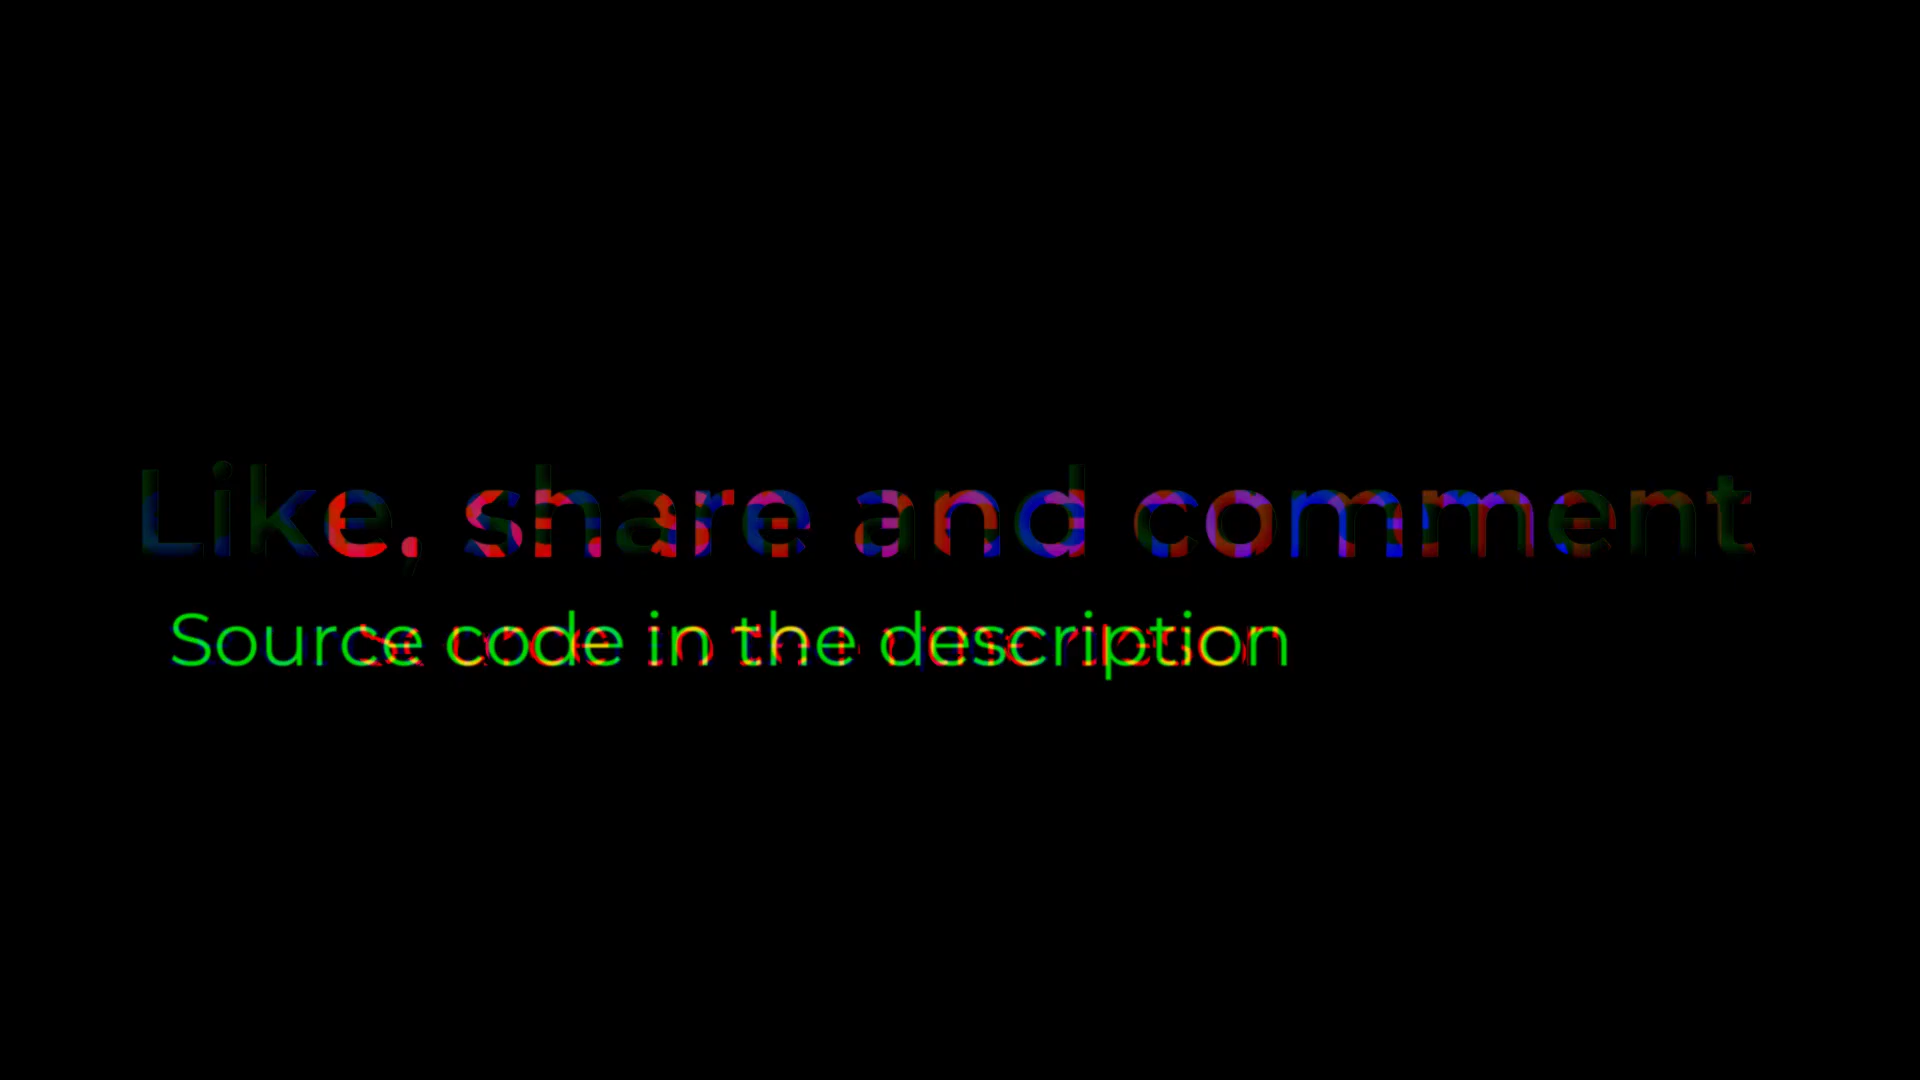 Like, share and comment
Source code in the description